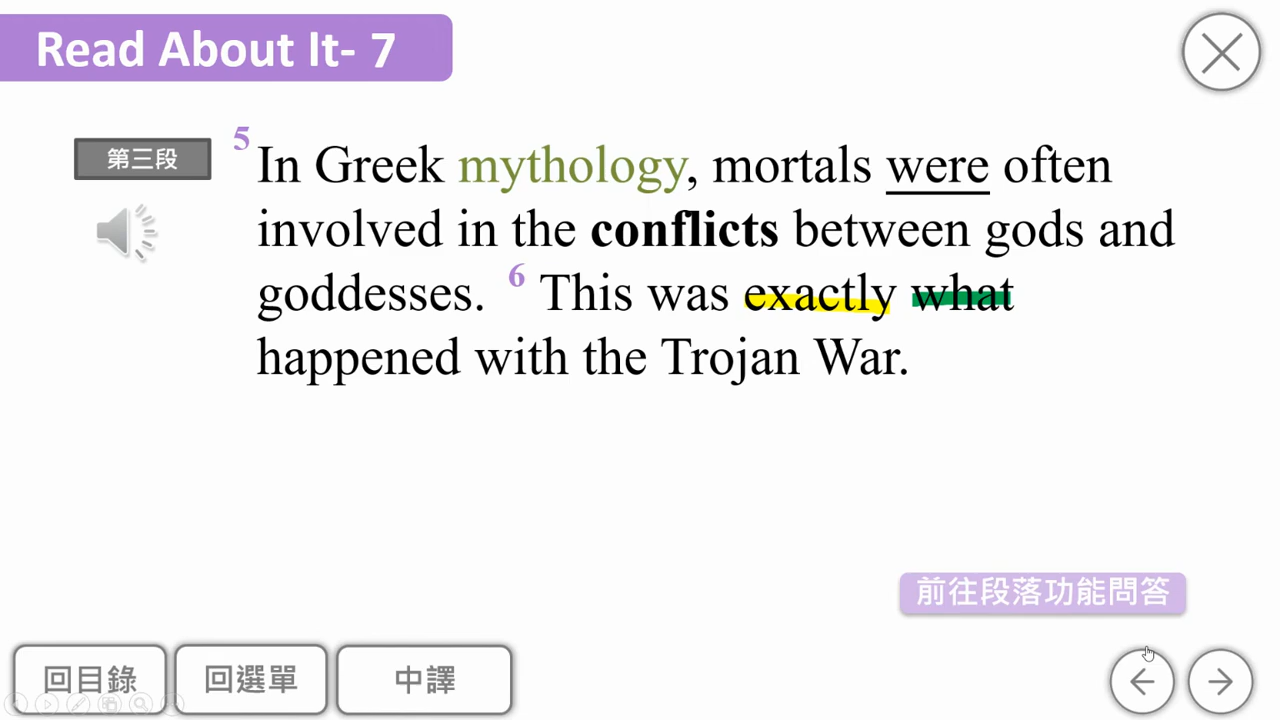 Read About It- 7
第三段
5 In Greek mythology, mortals were often
involved in the conflicts between gods and
goddesses. 6 This was exactly what
happened with the Trojan War.
前往段落功能問答
回目錄 回選單 中譯